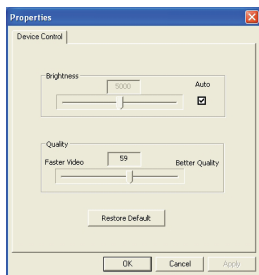 Properties
Device Control
Brightness
5000
Auto
Quality
Faster Video
59
Better Quality
Restore Default
OK
Cancel
Apply